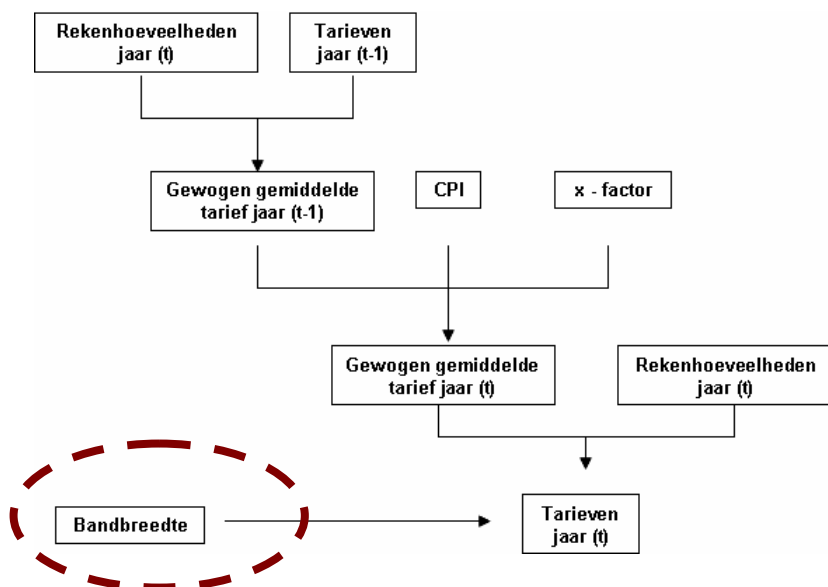 Rekenhoeveelheden
jaar (t)
Tarieven
jaar (t-1)
Gewogen gemiddelde
tarief jaar (t-1)
CPI
x - factor
Gewogen gemiddelde
tarief jaar (t)
Rekenhoeveelheden
jaar (t)
Bandbreedte
Tarieven
jaar (t)